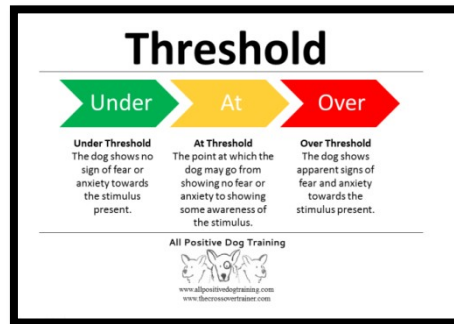 Threshold
Under
At
Over
Under Threshold
The dog shows no
sign of fear or
anxiety towards
the stimulus
present.
At Threshold
The point at which the
dog may go from
showing no fear or
anxiety to showing
some awareness of
the stimulus.
Over Threshold
The dog shows
apparent signs of
fear and anxiety
towards the
stimulus present.
All Positive Dog Training
www.allpositivedogtraining.com
www.thecrossovertrainer.com